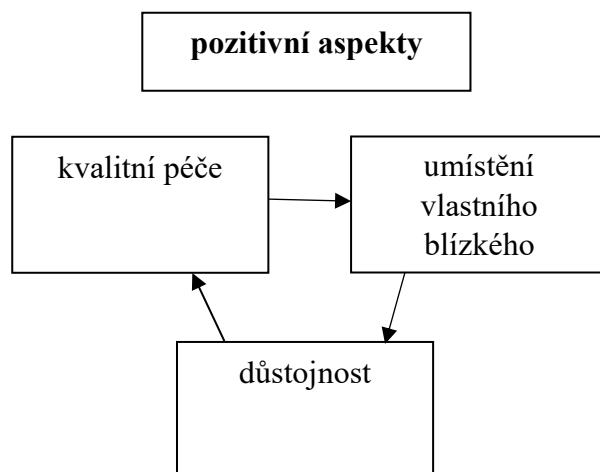 pozitivní aspekty
kvalitní péče
umístění
vlastního
blízkého
důstojnost